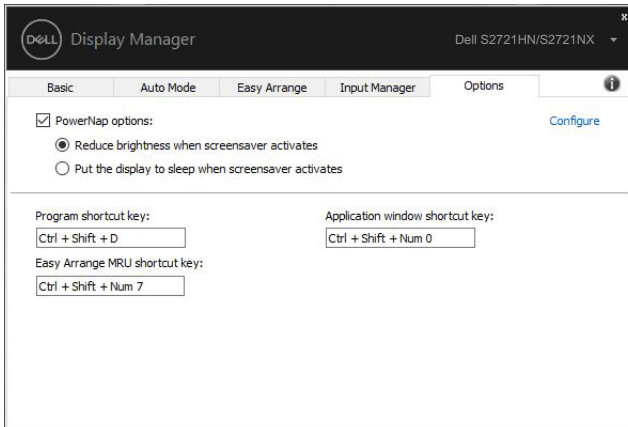 x
DELL Display Manager
Dell S2721HN/S2721NX
Basic Auto Mode Easy Arrange Input Manager Options i
PowerNap options: Configure
Reduce brightness when screensaver activates
Put the display to sleep when screensaver activates
Program shortcut key: Application window shortcut key:
Ctrl + Shift + D Ctrl + Shift + Num 0
Easy Arrange MRU shortcut key:
Ctrl + Shift + Num 7